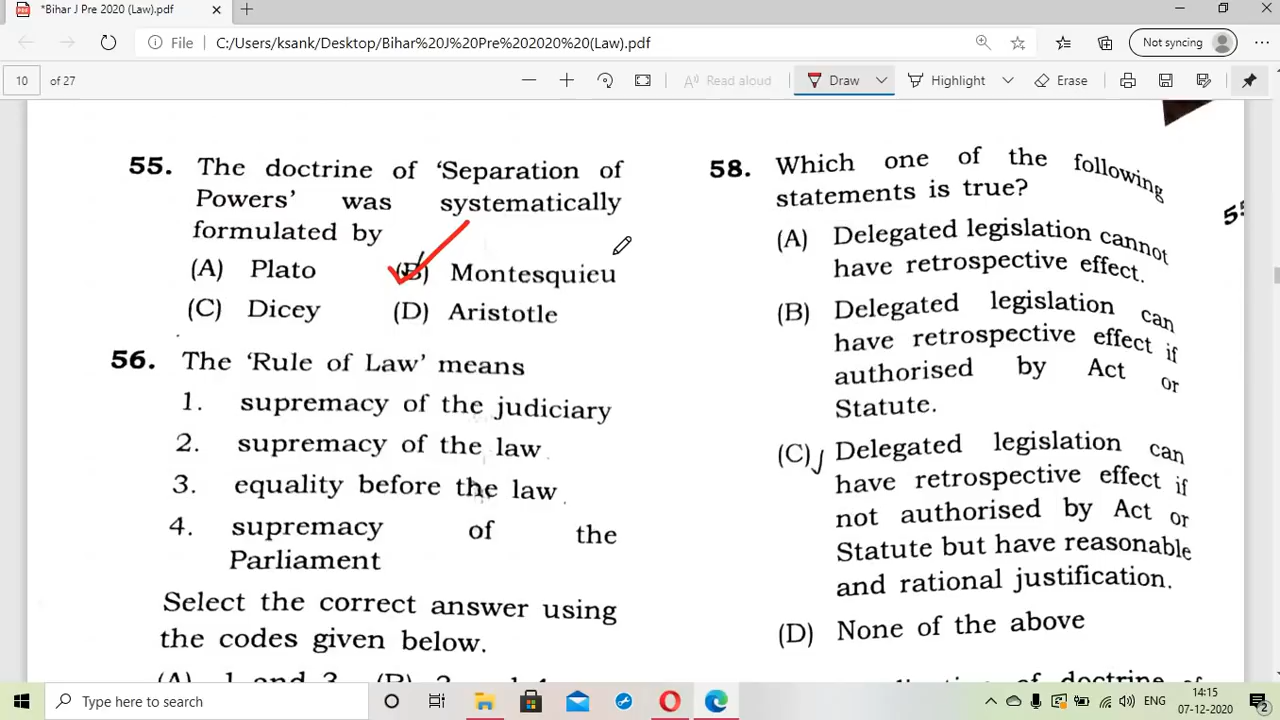 *Bihar J Pre 2020 (Law).pdf
File C:/Users/ksank/Desktop/Bihar%20J%20Pre%202020%20(Law).pdf
Not syncing
10 of 27
Read aloud
Draw
Highlight
Erase
55. The doctrine of 'Separation of
Powers' was systematically
formulated by
(A) Plato (B) Montesquieu
(C) Dicey (D) Aristotle
56. The 'Rule of Law' means
1. supremacy of the judiciary
2. supremacy of the law
3. equality before the law
4. supremacy of the
Parliament
Select the correct answer using
the codes given below.
58. Which one of the following
statements is true?
(A) Delegated legislation cannot
have retrospective effect.
(B) Delegated legislation can
have retrospective effect if
authorised by Act or
Statute.
(C) Delegated legislation can
have retrospective effect if
not authorised by Act or
Statute but have reasonable
and rational justification.
(D) None of the above
Type here to search
ENG
14:15
07-12-2020
2